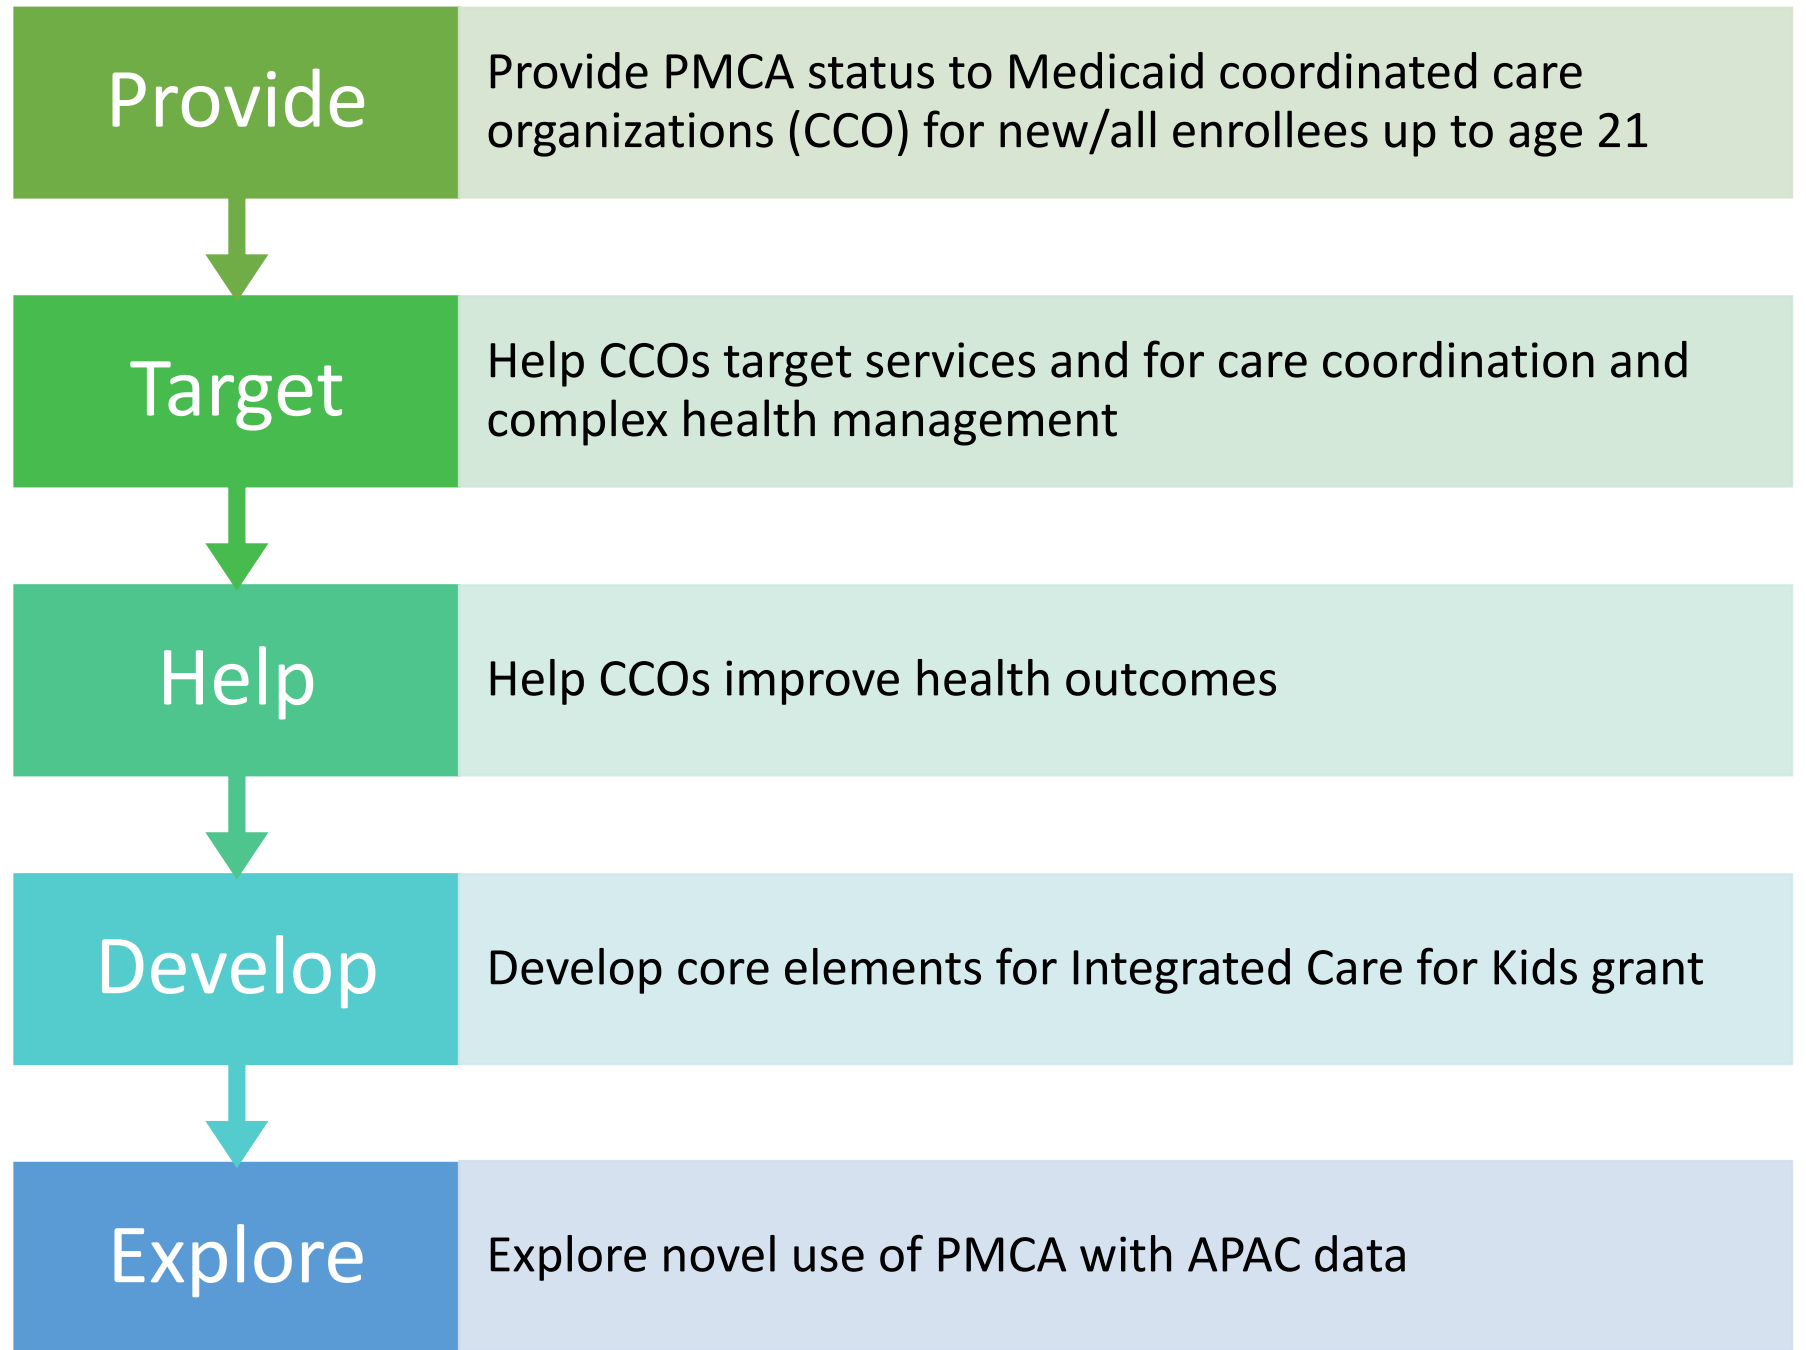 Provide
Provide PMCA status to Medicaid coordinated care
organizations (CCO) for new/all enrollees up to age 21
Target
Help CCOs target services and for care coordination and
complex health management
Help
Help CCOs improve health outcomes
Develop
Develop core elements for Integrated Care for Kids grant
Explore
Explore novel use of PMCA with APAC data